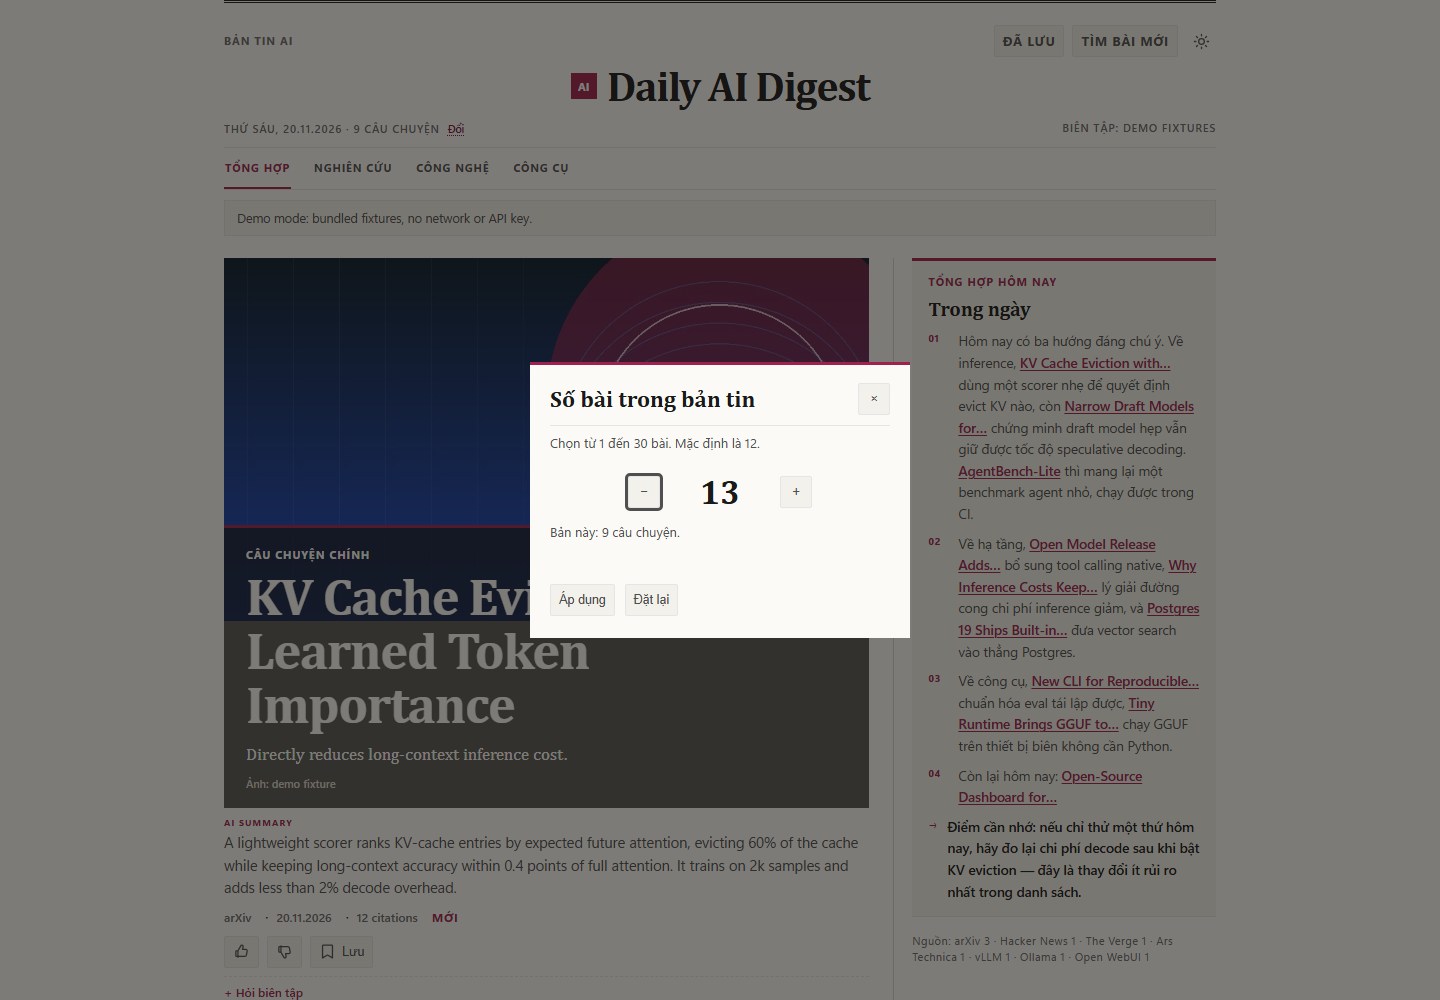 BẢN TIN AI
ĐÃ LƯU
TÌM BÀI MỚI
AI
Daily AI Digest
THỨ SÁU, 20.11.2026 · 9 CÂU CHUYỆN Đổi
BIÊN TẬP: DEMO FIXTURES
TỔNG HỢP
NGHIÊN CỨU
CÔNG NGHỆ
CÔNG CỤ
Demo mode: bundled fixtures, no network or API key.
Số bài trong bản tin
×
Chọn từ 1 đến 30 bài. Mặc định là 12.
− 13 +
Bản này: 9 câu chuyện.
Áp dụng
Đặt lại
CÂU CHUYỆN CHÍNH
KV Cache Evi
Learned Token
Importance
Directly reduces long-context inference cost.
Ảnh: demo fixture
AI SUMMARY
A lightweight scorer ranks KV-cache entries by expected future attention, evicting 60% of the cache
while keeping long-context accuracy within 0.4 points of full attention. It trains on 2k samples and
adds less than 2% decode overhead.
arXiv · 20.11.2026 · 12 citations MỚI
Lưu
+ Hỏi biên tập
TỔNG HỢP HÔM NAY
Trong ngày
01 Hôm nay có ba hướng đáng chú ý. Về
inference, KV Cache Eviction with...
dùng một scorer nhẹ để quyết định
evict KV nào, còn Narrow Draft Models
for... chứng minh draft model hẹp vẫn
giữ được tốc độ speculative decoding.
AgentBench-Lite thì mang lại một
benchmark agent nhỏ, chạy được trong
CI.
02 Về hạ tầng, Open Model Release
Adds... bổ sung tool calling native, Why
Inference Costs Keep... lý giải đường
cong chi phí inference giảm, và Postgres
19 Ships Built-in... đưa vector search
vào thẳng Postgres.
03 Về công cụ, New CLI for Reproducible...
chuẩn hóa eval tái lập được, Tiny
Runtime Brings GGUF to... chạy GGUF
trên thiết bị biên không cần Python.
04 Còn lại hôm nay: Open-Source
Dashboard for...
→ Điểm cần nhớ: nếu chỉ thử một thứ hôm
nay, hãy đo lại chi phí decode sau khi bật
KV eviction — đây là thay đổi ít rủi ro
nhất trong danh sách.
Nguồn: arXiv 3 · Hacker News 1 · The Verge 1 · Ars
Technica 1 · vLLM 1 · Ollama 1 · Open WebUI 1